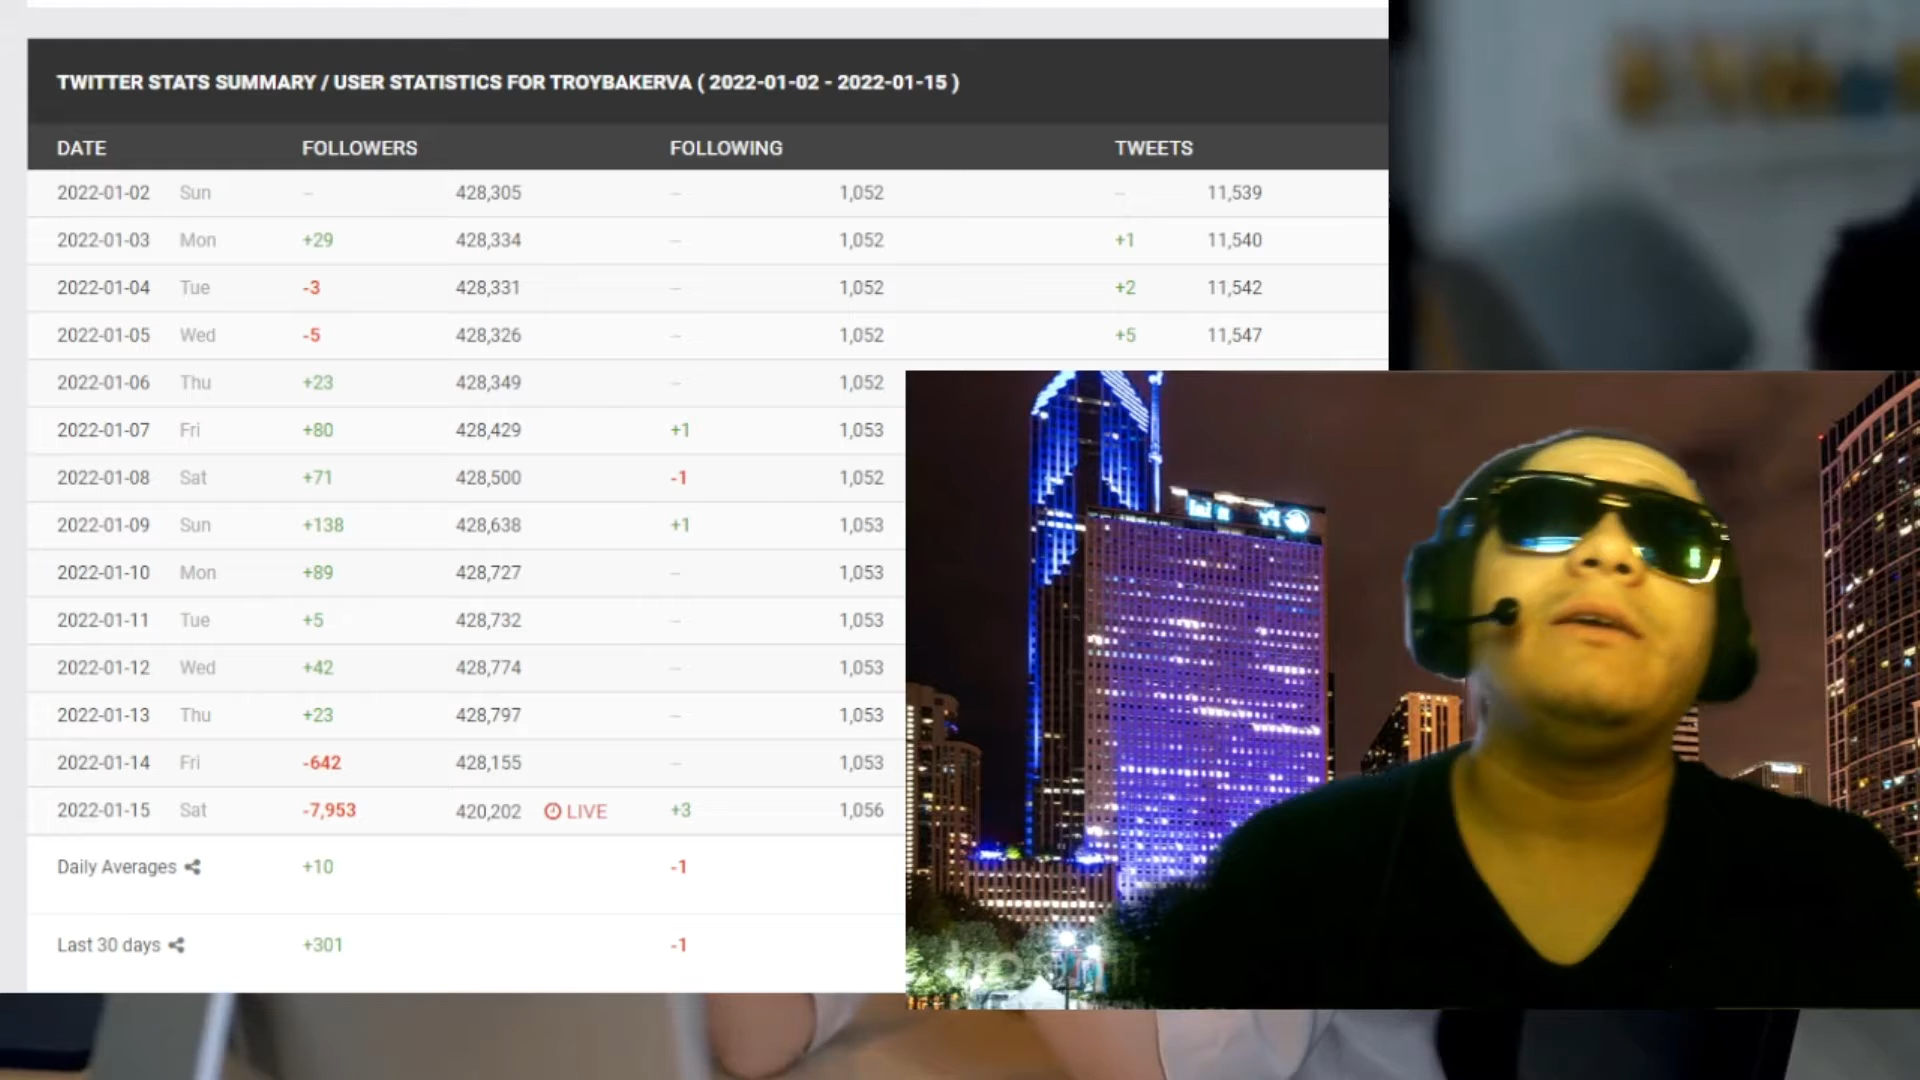 TWITTER STATS SUMMARY / USER STATISTICS FOR TROYBAKERVA ( 2022-01-02 - 2022-01-15 )
DATE FOLLOWERS FOLLOWING TWEETS
2022-01-02 Sun -- 428,305 -- 1,052 -- 11,539
2022-01-03 Mon +29 428,334 -- 1,052 +1 11,540
2022-01-04 Tue -3 428,331 -- 1,052 +2 11,542
2022-01-05 Wed -5 428,326 -- 1,052 +5 11,547
2022-01-06 Thu +23 428,349 -- 1,052
2022-01-07 Fri +80 428,429 +1 1,053
2022-01-08 Sat +71 428,500 -1 1,052
2022-01-09 Sun +138 428,638 +1 1,053
2022-01-10 Mon +89 428,727 -- 1,053
2022-01-11 Tue +5 428,732 -- 1,053
2022-01-12 Wed +42 428,774 -- 1,053
2022-01-13 Thu +23 428,797 -- 1,053
2022-01-14 Fri -642 428,155 -- 1,053
2022-01-15 Sat -7,953 420,202 LIVE +3 1,056
Daily Averages +10 -1
Last 30 days +301 -1